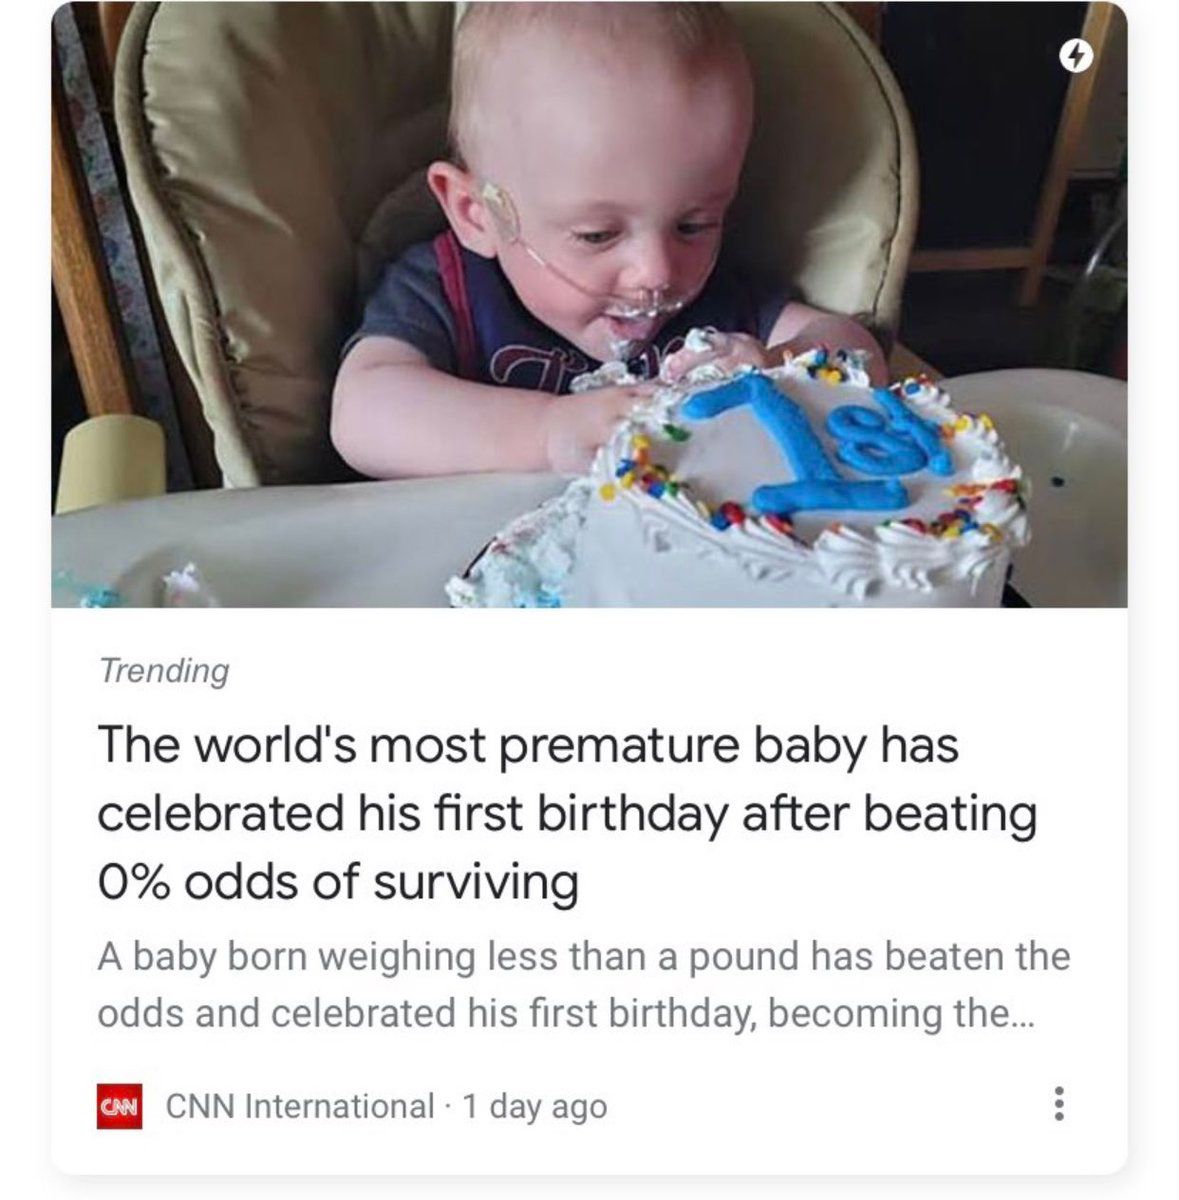 1st
Trending
The world's most premature baby has
celebrated his first birthday after beating
0% odds of surviving
A baby born weighing less than a pound has beaten the
odds and celebrated his first birthday, becoming the...
CNN
CNN International · 1 day ago